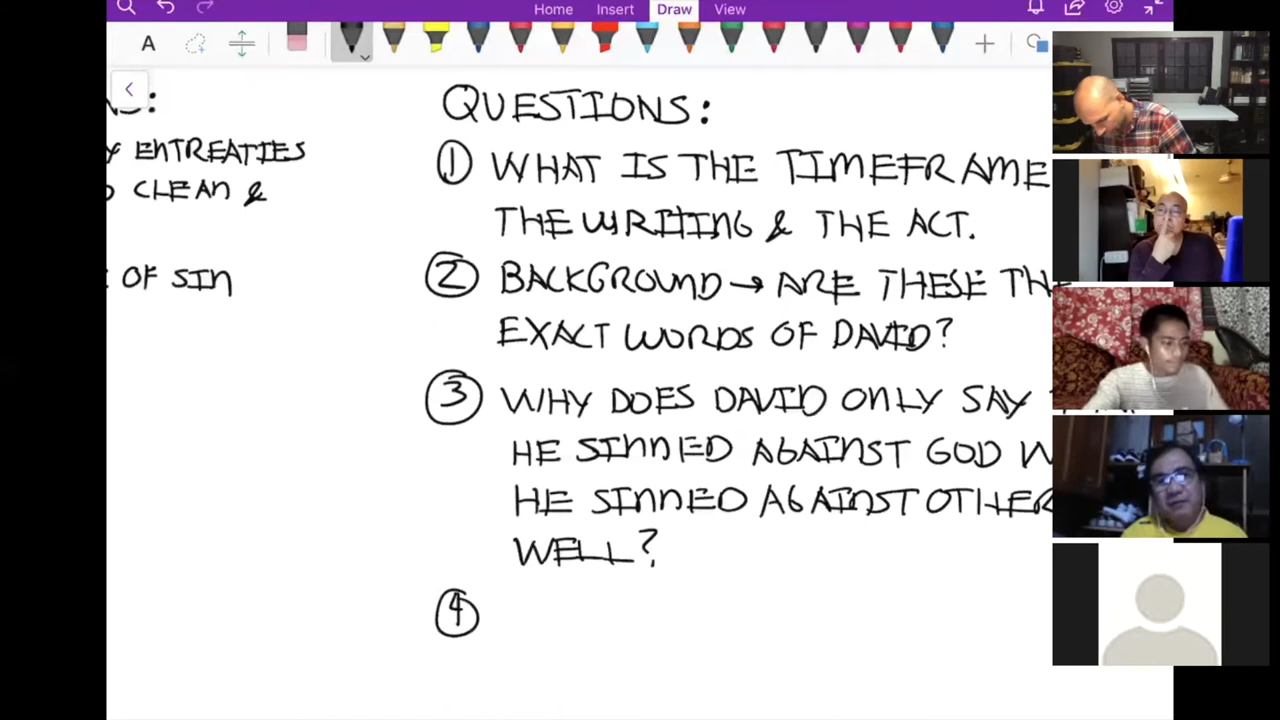 Home Insert Draw View
A
QUESTIONS:
ENTREATIES
CLEAN &
OF SIN
① WHAT IS THE TIMEFRAME
THE WRITING & THE ACT.
② BACKGROUND → ARE THESE THE
EXACT WORDS OF DAVID?
③ WHY DOES DAVID ONLY SAY
HE SINNED AGAINST GOD
HE SINNED AGAINST OTHER
WELL?
④